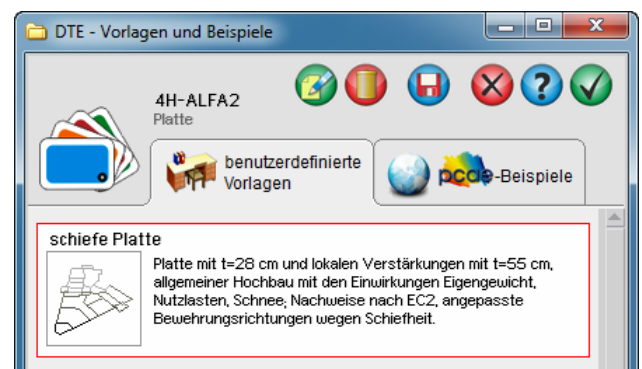 DTE - Vorlagen und Beispiele
4H-ALFA2
Platte
benutzerdefinierte
Vorlagen
pcae-Beispiele
schiefe Platte
Platte mit t=28 cm und lokalen Verstärkungen mit t=55 cm,
allgemeiner Hochbau mit den Einwirkungen Eigengewicht,
Nutzlasten, Schnee; Nachweise nach EC2, angepasste
Bewehrungsrichtungen wegen Schiefheit.